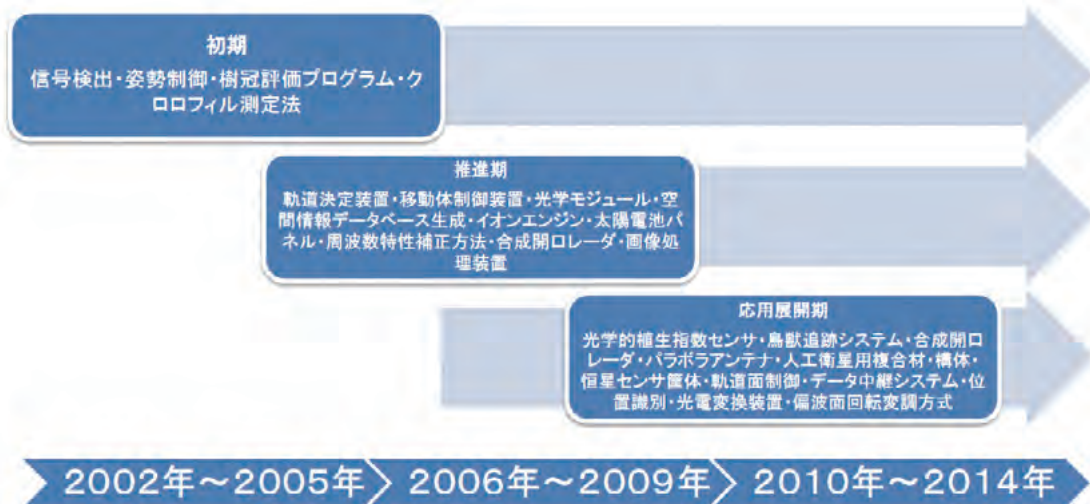 初期
信号検出・姿勢制御・樹冠評価プログラム・ク
ロロフィル測定法
推進期
軌道決定装置・移動体制御装置・光学モジュール・空
間情報データベース生成・イオンエンジン・太陽電池パ
ネル・周波数特性補正方法・合成開口レーダ・画像処
理装置
応用展開期
光学的植生指数センサ・鳥獣追跡システム・合成開口
レーダ・パラボラアンテナ・人工衛星用複合材・構体・
恒星センサ筐体・軌道面制御・データ中継システム・位
置識別・光電変換装置・偏波面回転変調方式
2002年～2005年 2006年～2009年 2010年～2014年